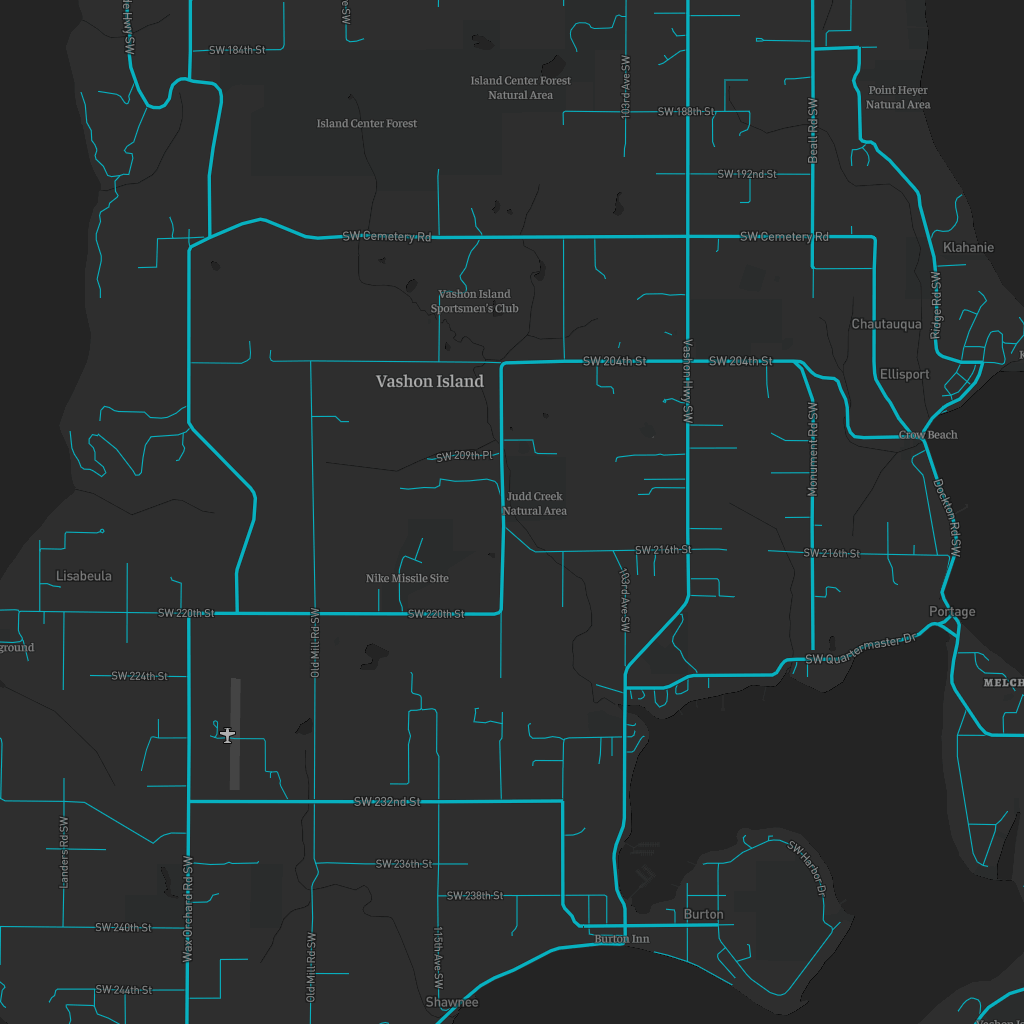 SW 184th St
Island Center Forest
Natural Area
Point Heyer
Natural Area
Island Center Forest
103rd Ave SW
SW 188th St
Beall Rd SW
SW 192nd St
SW Cemetery Rd
SW Cemetery Rd
Klahanie
Vashon Island
Sportsmen's Club
Ridge Rd SW
Chautauqua
SW 204th St
SW 204th St
Vashon Hwy SW
Ellisport
Vashon Island
Crow Beach
Monument Rd SW
SW 209th Pl
Judd Creek
Natural Area
Dockton Rd SW
SW 216th St
SW 216th St
Lisabeula
Nike Missile Site
103rd Ave SW
SW 220th St
SW 220th St
Portage
Old Mill Rd SW
ground
SW Quartermaster Dr
SW 224th St
MELCH
SW 232nd St
Landers Rd SW
SW 236th St
SW Harbor Dr
Wax Orchard Rd SW
SW 238th St
Burton
SW 240th St
Burton Inn
115th Ave SW
Old Mill Rd SW
SW 244th St
Shawnee